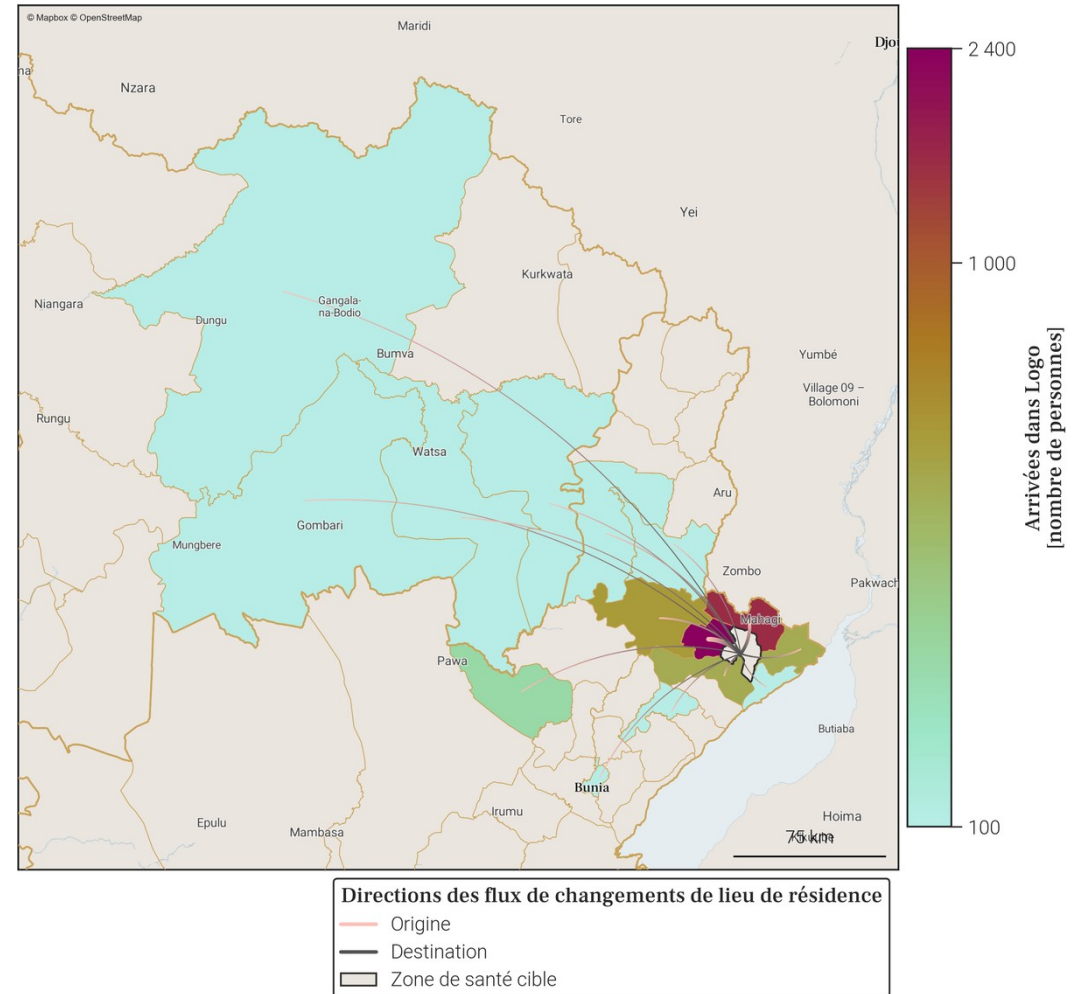 © Mapbox © OpenStreetMap
Maridi
Djo
Nzara
Tore
Yei
Kurkwata
Niangara
Gangala-
na-Bodio
Dungu
Bumva
Yumbé
Village 09 –
Bolomoni
Rungu
Watsa
Aru
Gombari
Mungbere
Zombo
Pakwach
Mahagi
Pawa
Butiaba
Bunia
Irumu
Hoima
Epulu
Mambasa
75 km
2 400
1 000
100
Arrivées dans Logo
[nombre de personnes]
Directions des flux de changements de lieu de résidence
Origine
Destination
Zone de santé cible